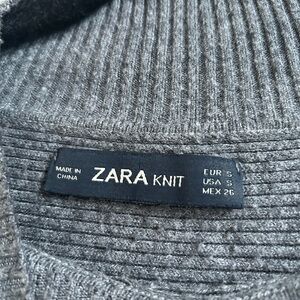 MADE IN
CHINA
ZARA KNIT
EUR S
USA S
MEX 26